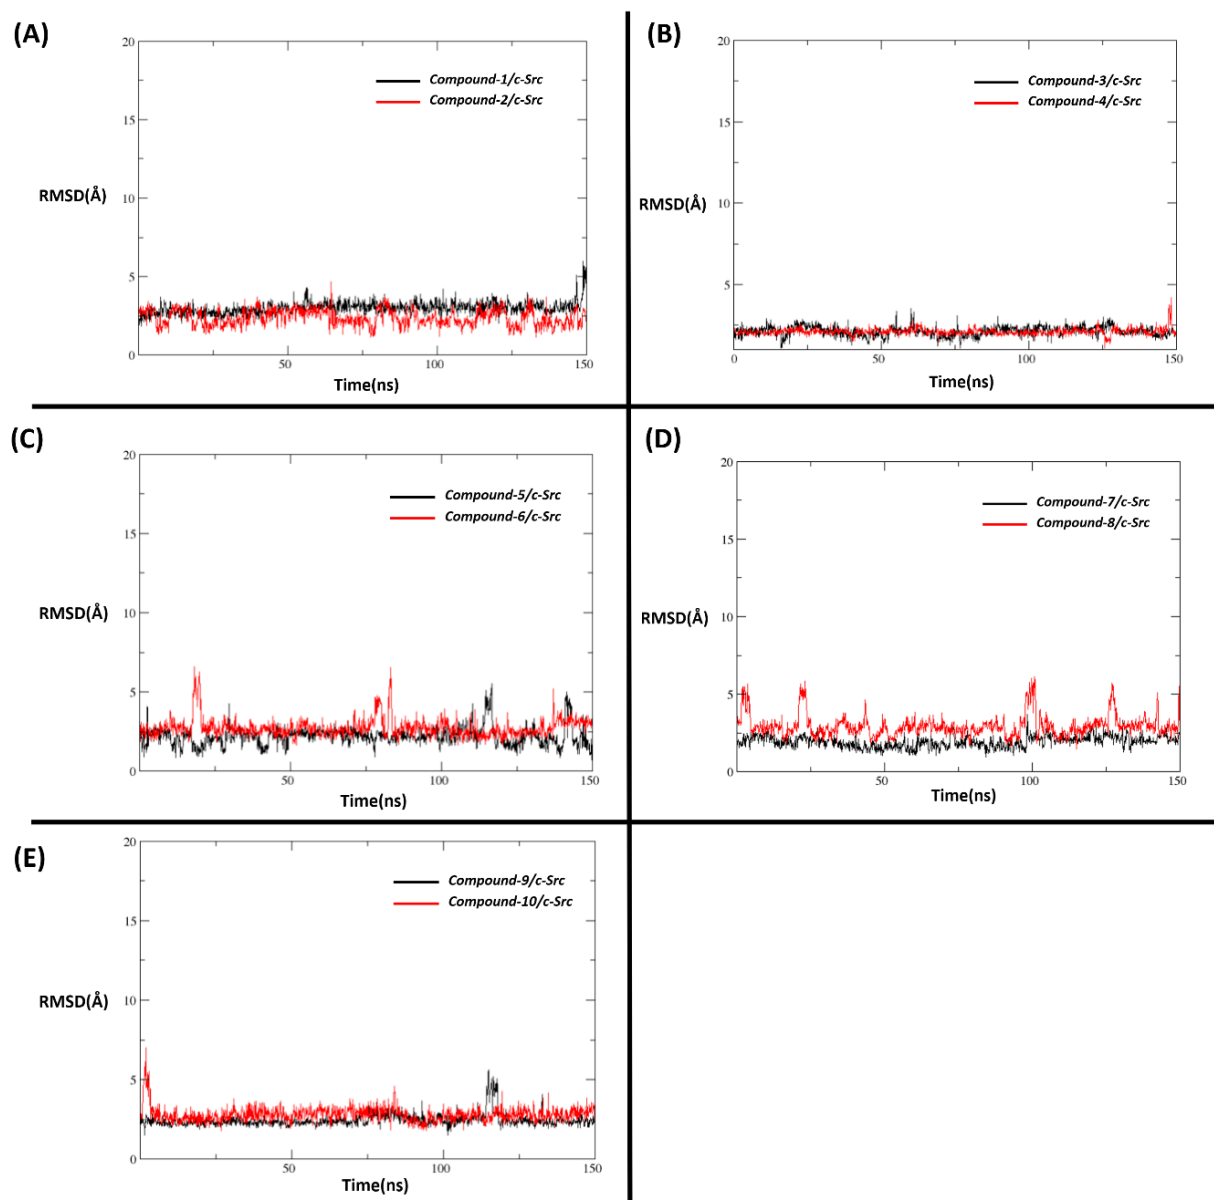 (A)
20
15
10
5
0
50
100
150
RMSD(Å)
Time(ns)
Compound-1/c-Src
Compound-2/c-Src
(B)
20
15
10
5
0
50
100
150
RMSD(Å)
Time(ns)
Compound-3/c-Src
Compound-4/c-Src
(C)
20
15
10
5
0
50
100
150
RMSD(Å)
Time(ns)
Compound-5/c-Src
Compound-6/c-Src
(D)
20
15
10
5
0
50
100
150
RMSD(Å)
Time(ns)
Compound-7/c-Src
Compound-8/c-Src
(E)
20
15
10
5
0
50
100
150
RMSD(Å)
Time(ns)
Compound-9/c-Src
Compound-10/c-Src